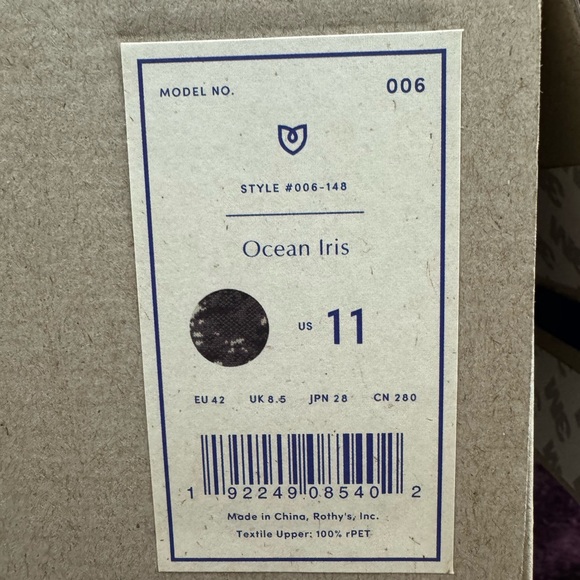 MODEL NO. 006
STYLE #006-148
Ocean Iris
US 11
EU 42 UK 8.5 JPN 28 CN 280
1 92249 08540 2
Made in China, Rothy's, Inc.
Textile Upper: 100% rPET